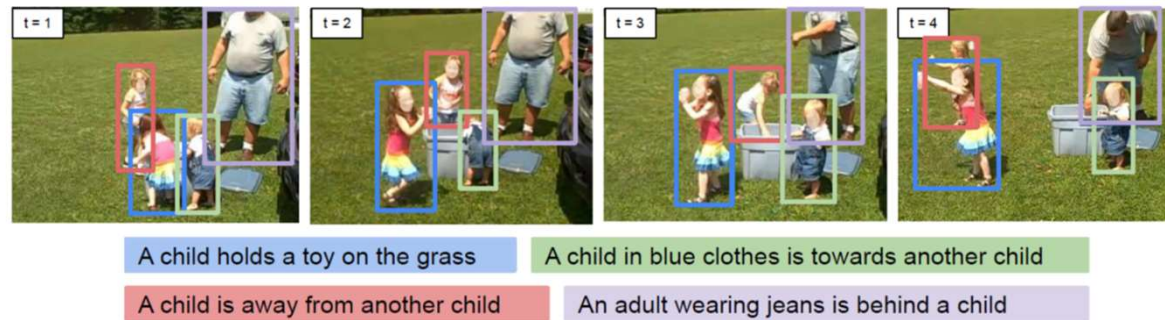 t = 1
t = 2
t = 3
t = 4
A child holds a toy on the grass
A child in blue clothes is towards another child
A child is away from another child
An adult wearing jeans is behind a child